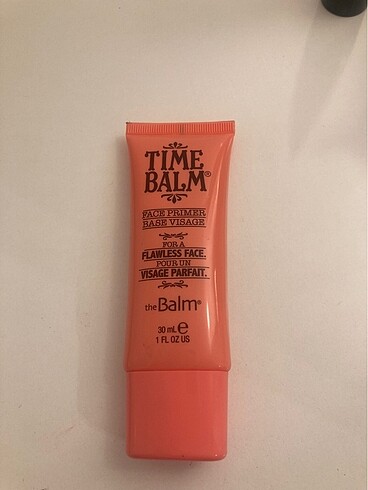 TIME
BALM®
FACE PRIMER
BASE VISAGE
FOR A
FLAWLESS FACE.
POUR UN
VISAGE PARFAIT.
theBalm®
30 mL e
1 FL OZ US